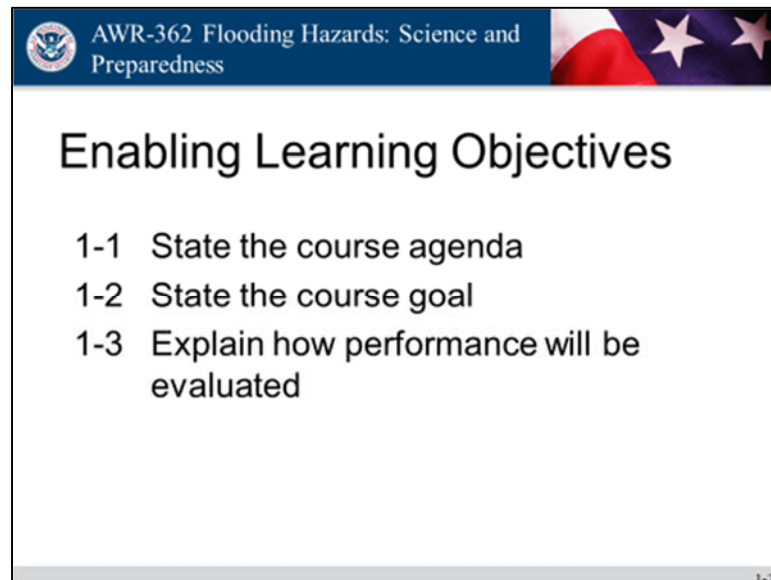 AWR-362 Flooding Hazards: Science and
Preparedness
Enabling Learning Objectives
1-1 State the course agenda
1-2 State the course goal
1-3 Explain how performance will be
evaluated